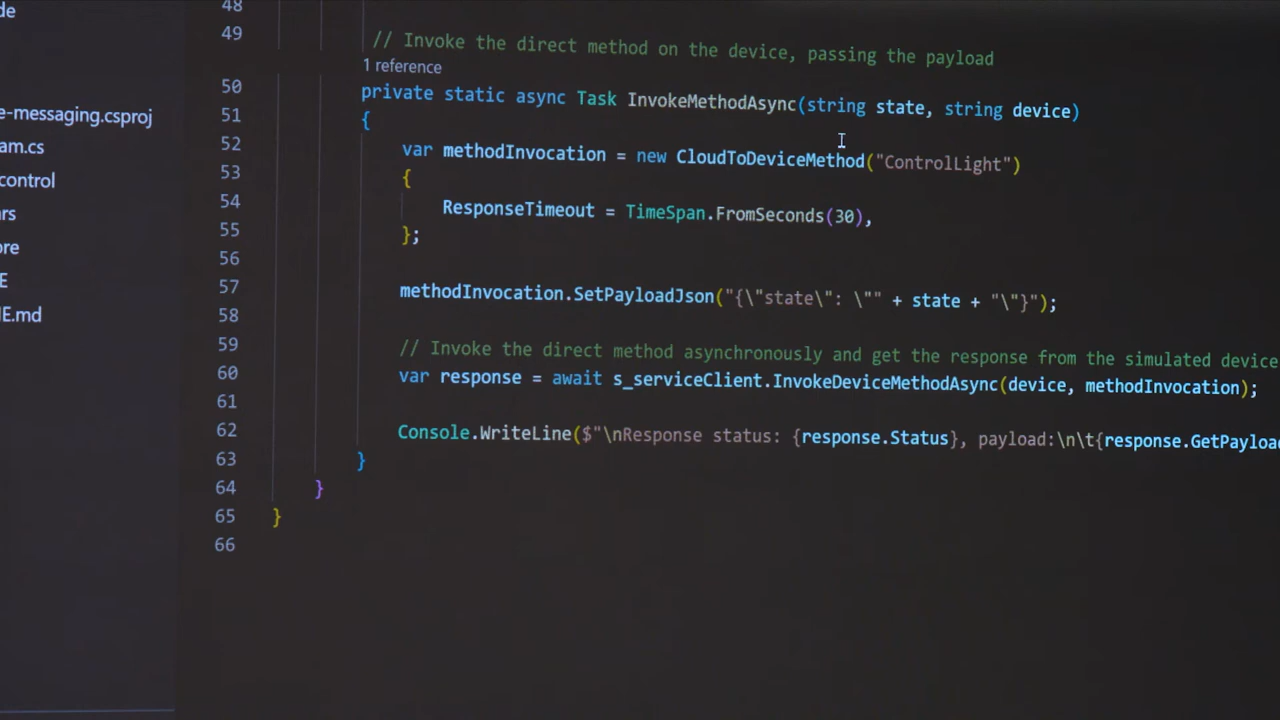 de
e-messaging.csproj
am.cs
control
rs
ore
E
E.md
48
49
// Invoke the direct method on the device, passing the payload
1 reference
50 private static async Task InvokeMethodAsync(string state, string device)
51 {
52 var methodInvocation = new CloudToDeviceMethod("ControlLight")
53 {
54 ResponseTimeout = TimeSpan.FromSeconds(30),
55 };
56
57 methodInvocation.SetPayloadJson("{\"state\": \"" + state + "\"}");
58
59 // Invoke the direct method asynchronously and get the response from the simulated device
60 var response = await s_serviceClient.InvokeDeviceMethodAsync(device, methodInvocation);
61
62 Console.WriteLine($"\nResponse status: {response.Status}, payload:\n\t{response.GetPayloa
63 }
64 }
65 }
66